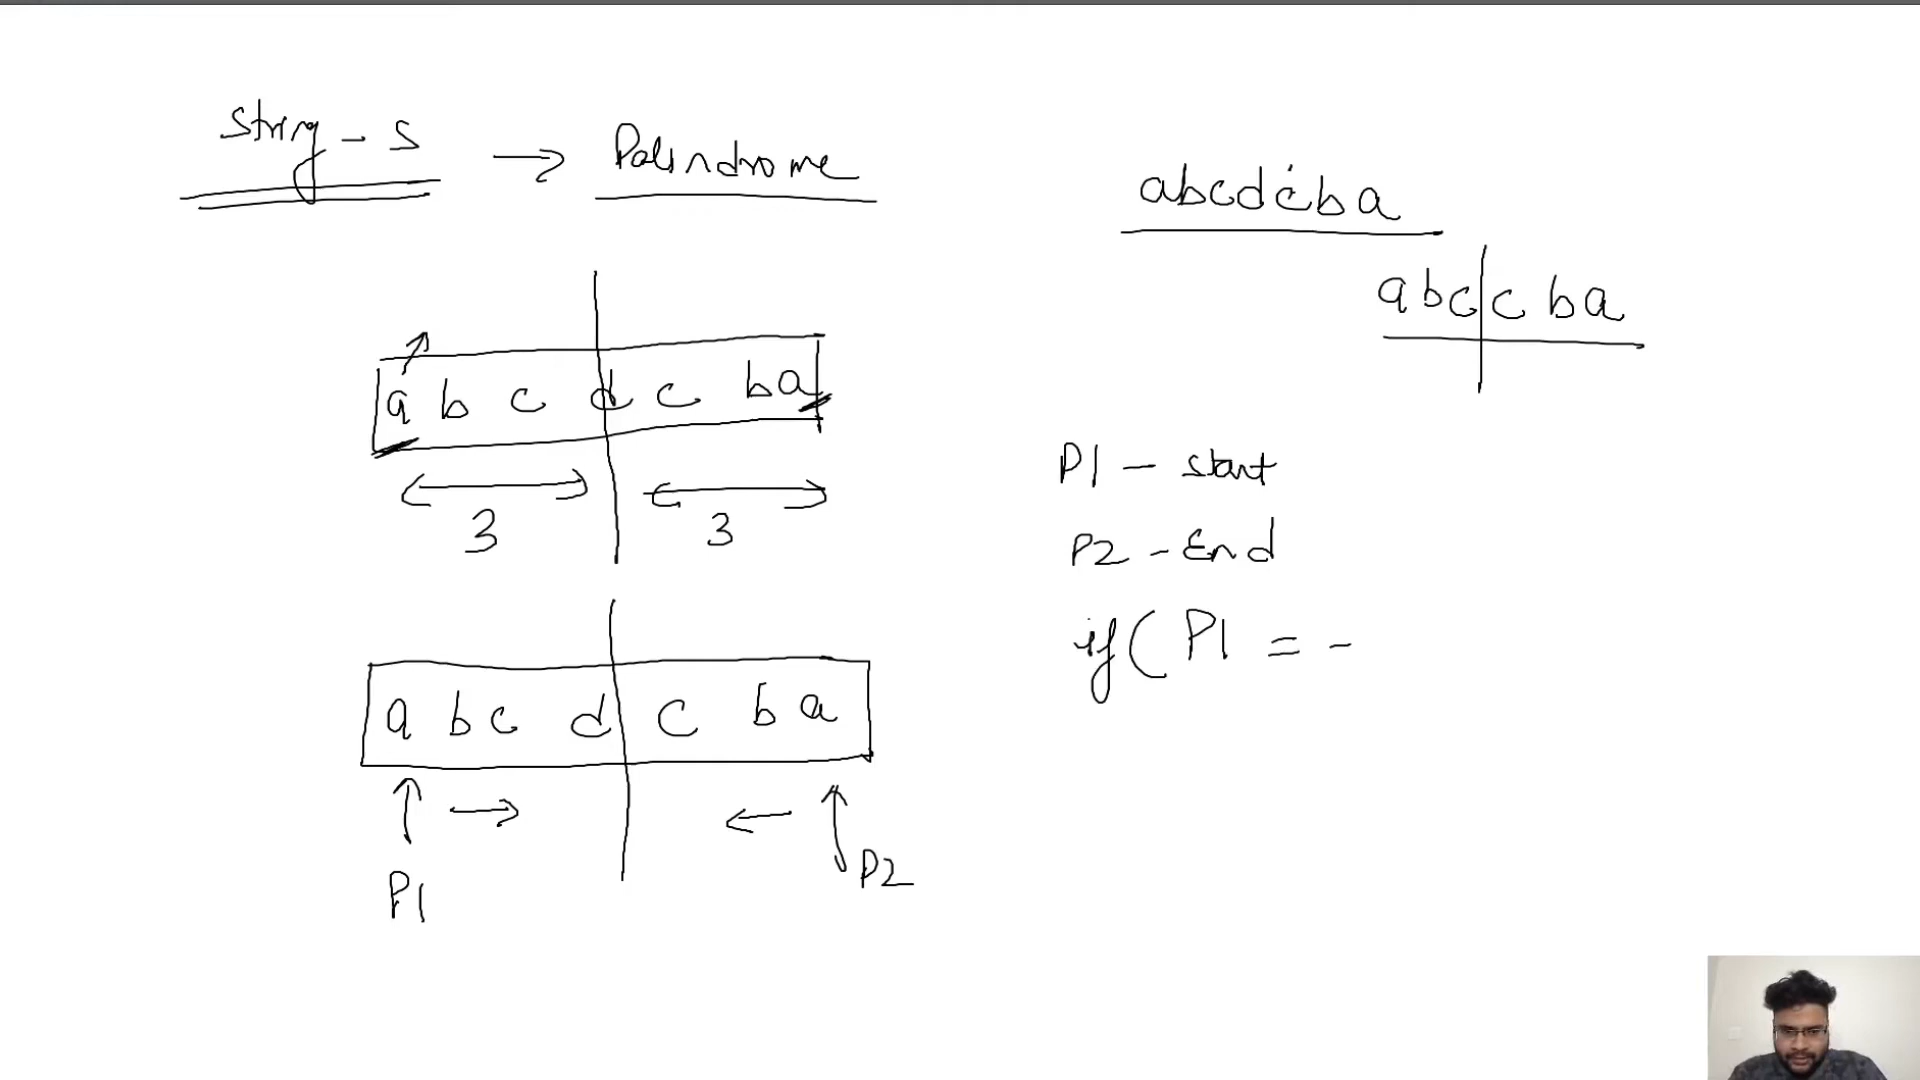 String - S → Palindrome
abcdcba
abc|cba
a b c d c b a
3 3
P1 - start
P2 - End
if( P1 = -
a b c d c b a
P1 P2